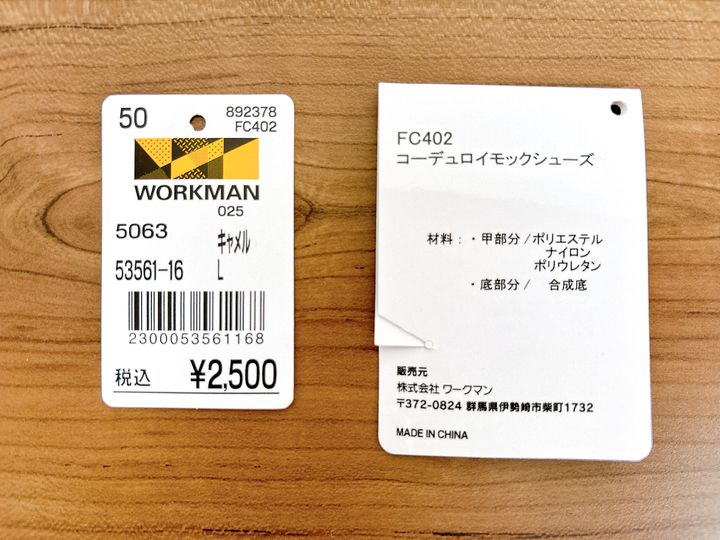 50
892378
FC402
WORKMAN
025
5063
キャメル
53561-16 L
2300053561168
税込 ¥2,500
FC402
コーデュロイモックシューズ
材料:・甲部分/ポリエステル
ナイロン
ポリウレタン
・底部分/ 合成底
販売元
株式会社 ワークマン
〒372-0824 群馬県伊勢崎市柴町1732
MADE IN CHINA